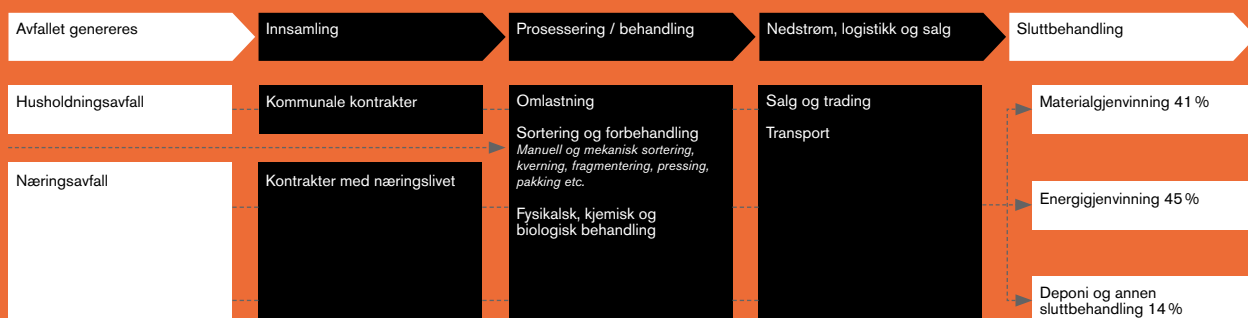 Avfallet genereres
Innsamling
Prosessering / behandling
Nedstrøm, logistikk og salg
Sluttbehandling
Husholdningsavfall
Kommunale kontrakter
Omlastning
Sortering og forbehandling
Manuell og mekanisk sortering,
kverning, fragmentering, pressing,
pakking etc.
Fysikalsk, kjemisk og
biologisk behandling
Salg og trading
Transport
Materialgjenvinning 41 %
Næringsavfall
Kontrakter med næringslivet
Energigjenvinning 45 %
Deponi og annen
sluttbehandling 14 %